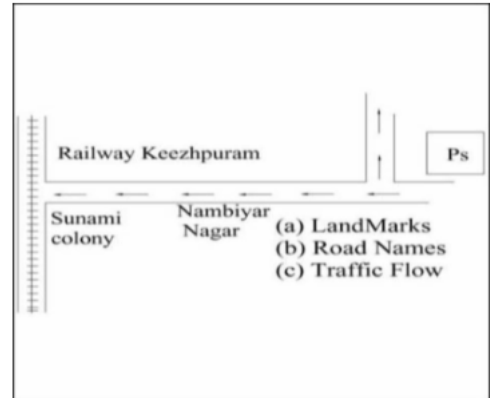 Ps
Railway Keezhpuram
Sunami
colony
Nambiyar
Nagar
(a) LandMarks
(b) Road Names
(c) Traffic Flow